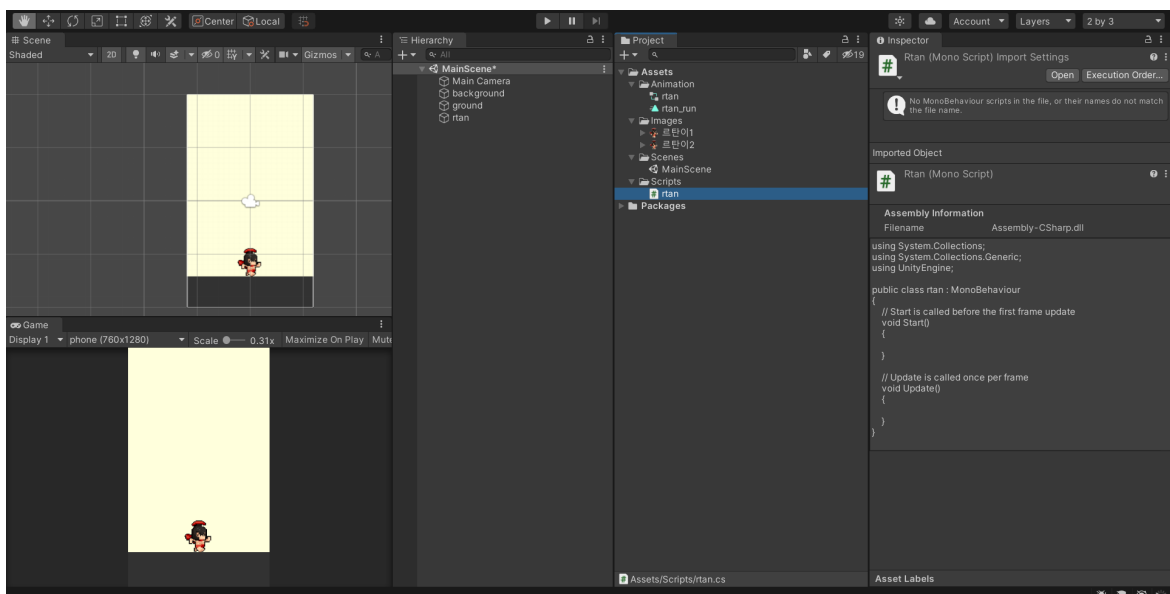 Center Local
Account Layers 2 by 3
Scene
Shaded 2D 0 Gizmos A
Game
Display 1 phone (760x1280) Scale 0.31x Maximize On Play Mute
Hierarchy
All
MainScene*
Main Camera
background
ground
rtan
Project
19
Assets
Animation
rtan
rtan_run
Images
르탄이1
르탄이2
Scenes
MainScene
Scripts
rtan
Packages
Assets/Scripts/rtan.cs
Inspector
Rtan (Mono Script) Import Settings
Open Execution Order...
No MonoBehaviour scripts in the file, or their names do not match
the file name.
Imported Object
Rtan (Mono Script)
Assembly Information
Filename Assembly-CSharp.dll
using System.Collections;
using System.Collections.Generic;
using UnityEngine;
public class rtan : MonoBehaviour
{
// Start is called before the first frame update
void Start()
{
}
// Update is called once per frame
void Update()
{
}
}
Asset Labels